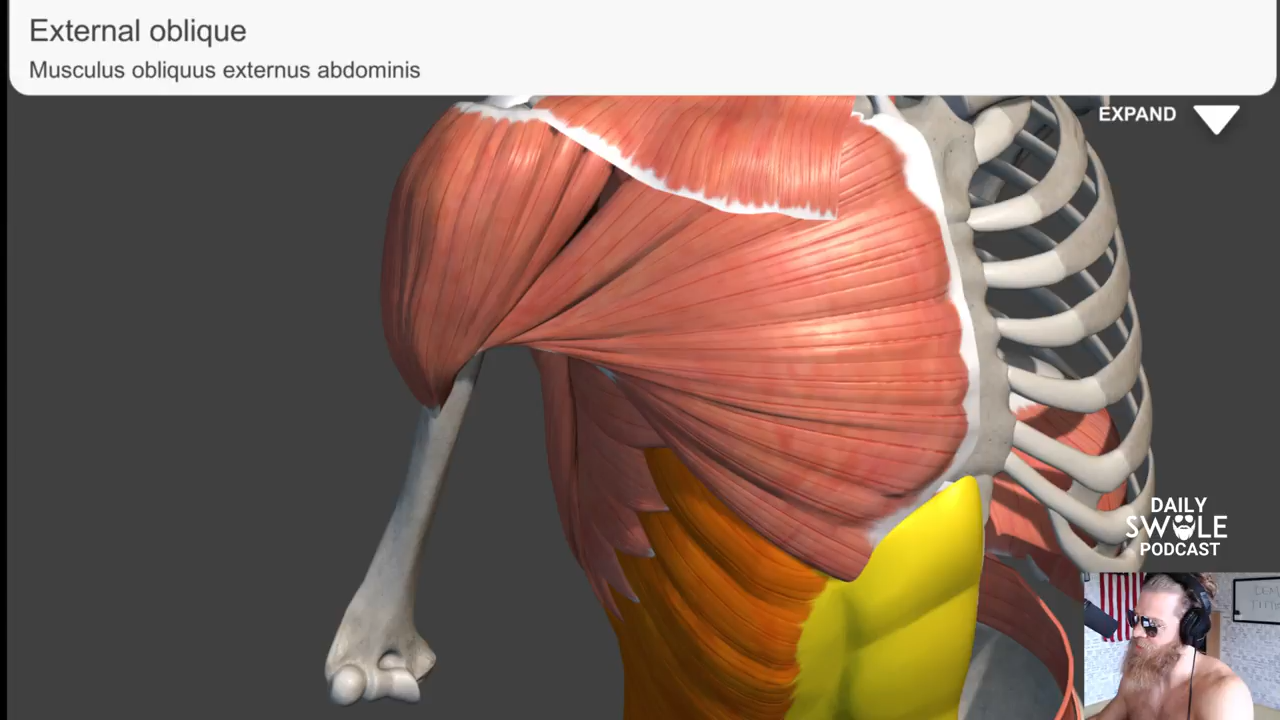 External oblique
Musculus obliquus externus abdominis
EXPAND
DAILY
SWOLE
PODCAST